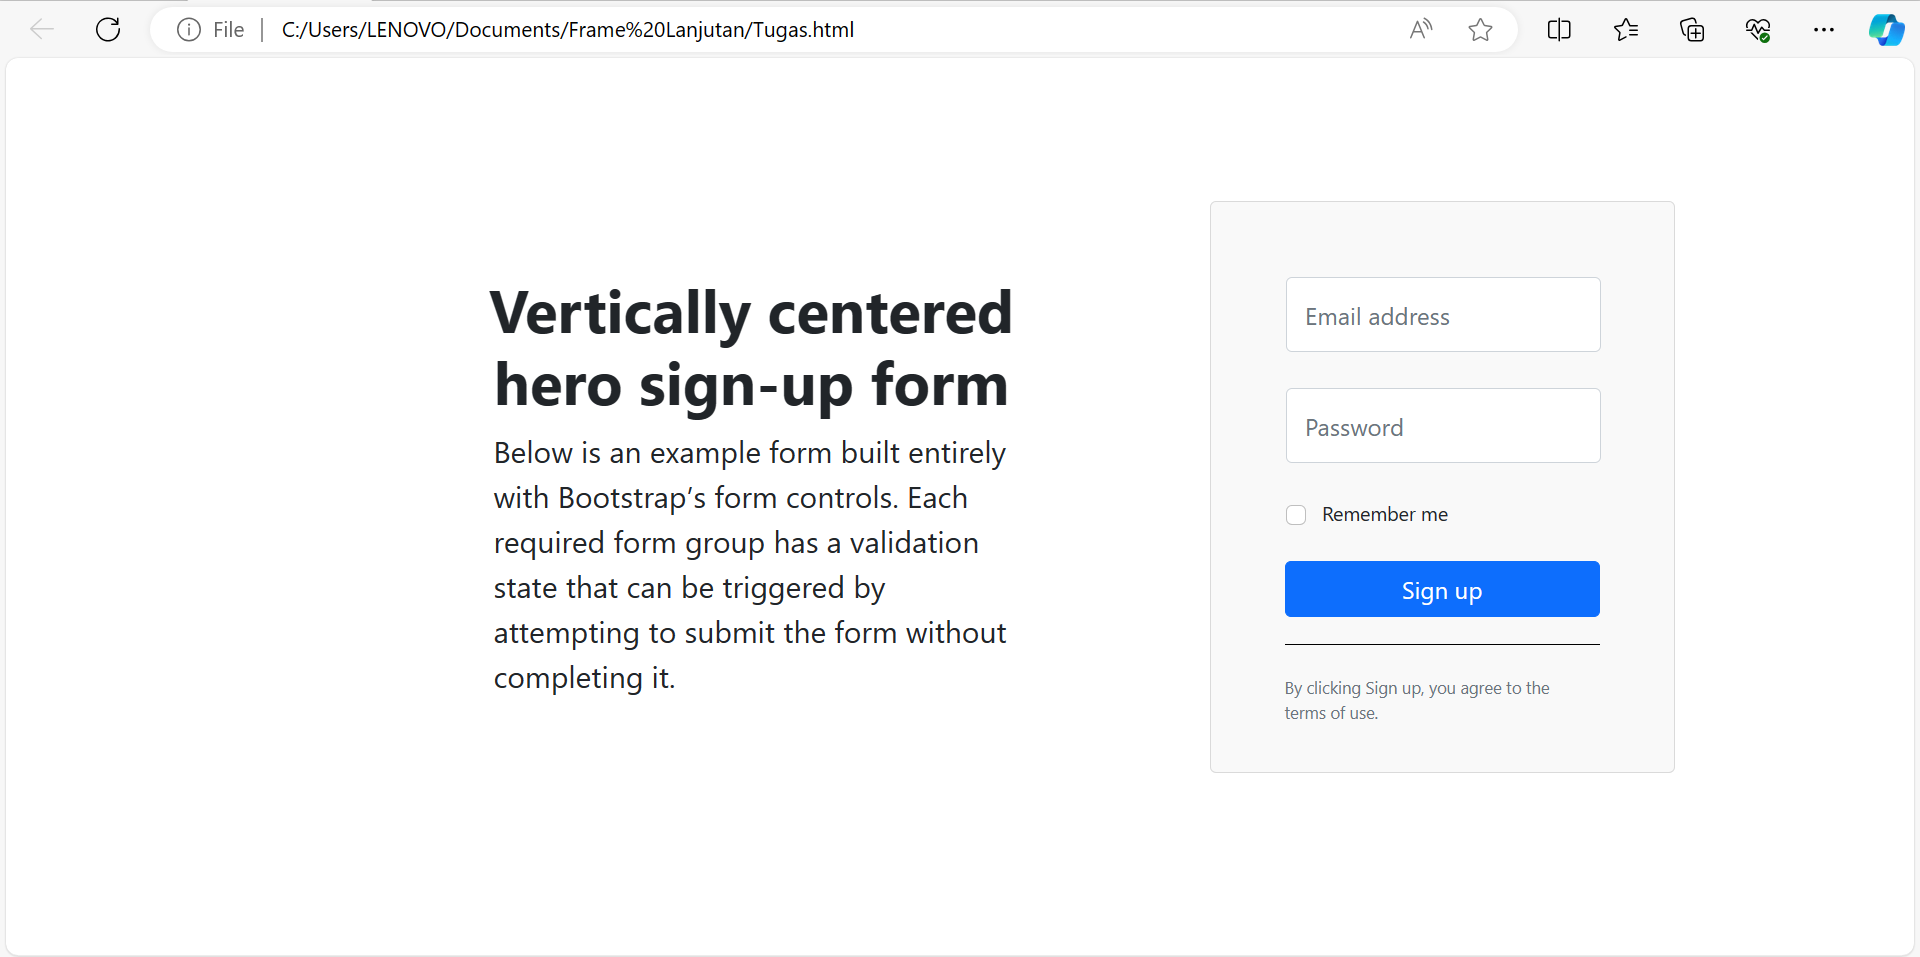 File
C:/Users/LENOVO/Documents/Frame%20Lanjutan/Tugas.html
Vertically centered
hero sign-up form
Below is an example form built entirely
with Bootstrap’s form controls. Each
required form group has a validation
state that can be triggered by
attempting to submit the form without
completing it.
Email address
Password
Remember me
Sign up
By clicking Sign up, you agree to the
terms of use.